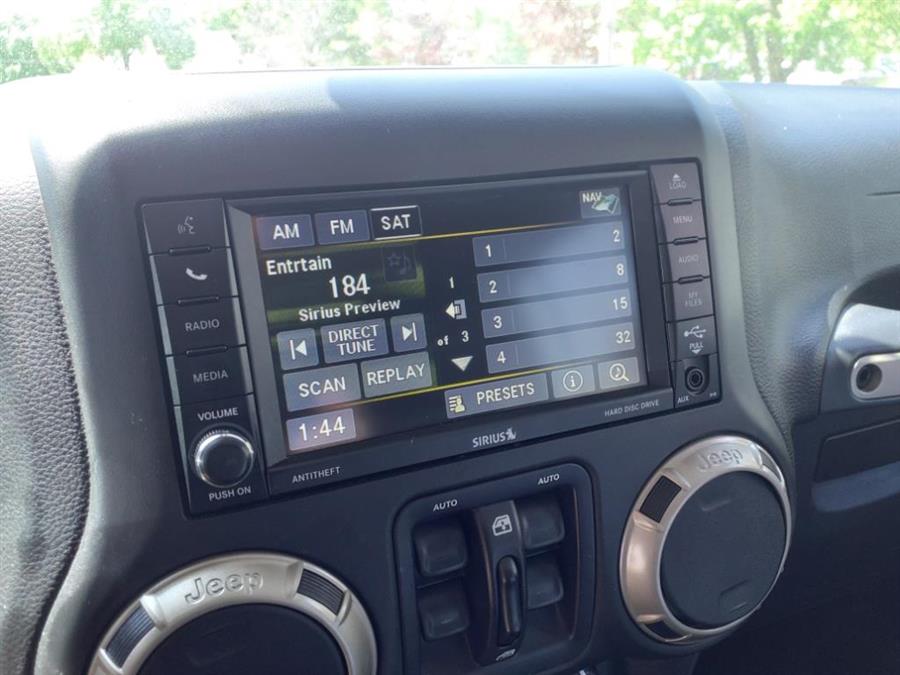 RADIO
MEDIA
VOLUME
PUSH ON
AM
FM
SAT
NAV
Entrtain
184
Sirius Preview
DIRECT
TUNE
SCAN
REPLAY
1:44
1
of 3
1 2
2 8
3 15
4 32
PRESETS
ANTITHEFT
SIRIUS
HARD DISC DRIVE
LOAD
MENU
AUDIO
MY
FILES
PULL
AUX
AUTO
AUTO
Jeep
Jeep